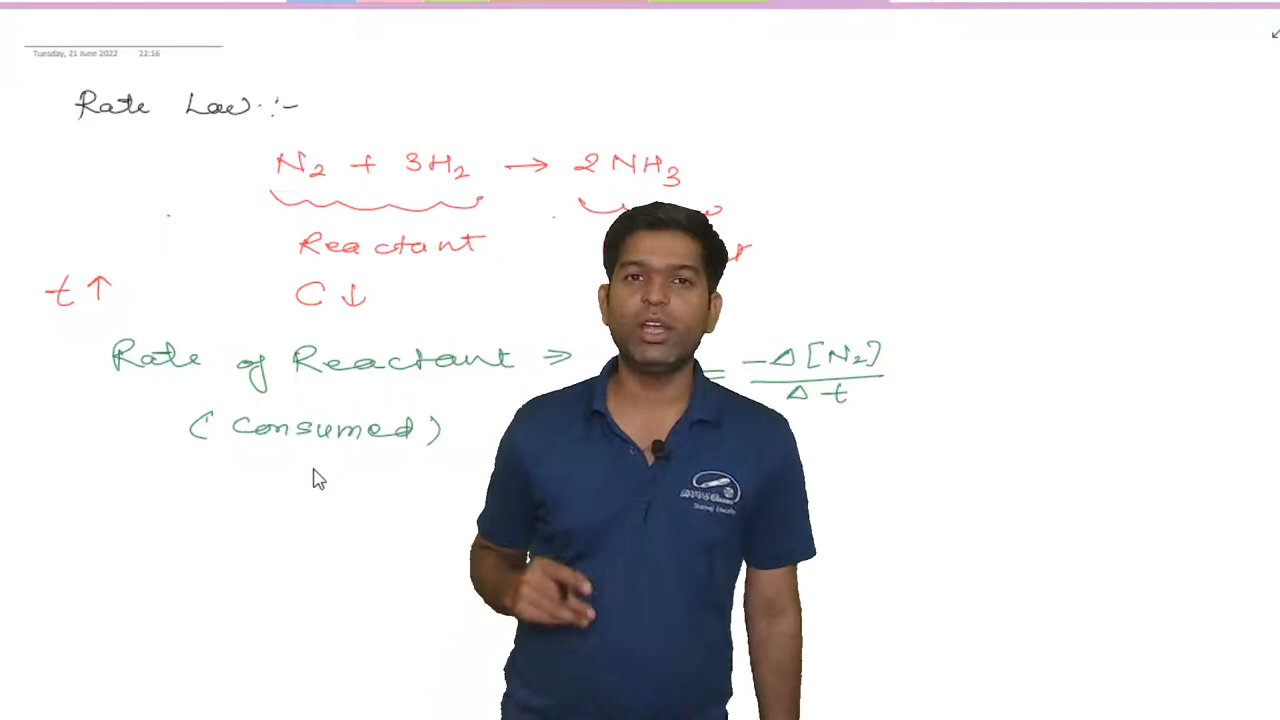 Tuesday, 21 June 2022 22:16
Rate Law :-
N₂ + 3H₂ → 2NH₃
Reactant
t ↑ C ↓
Rate of Reactant ⇒ = -Δ[N₂] / Δt
(Consumed)